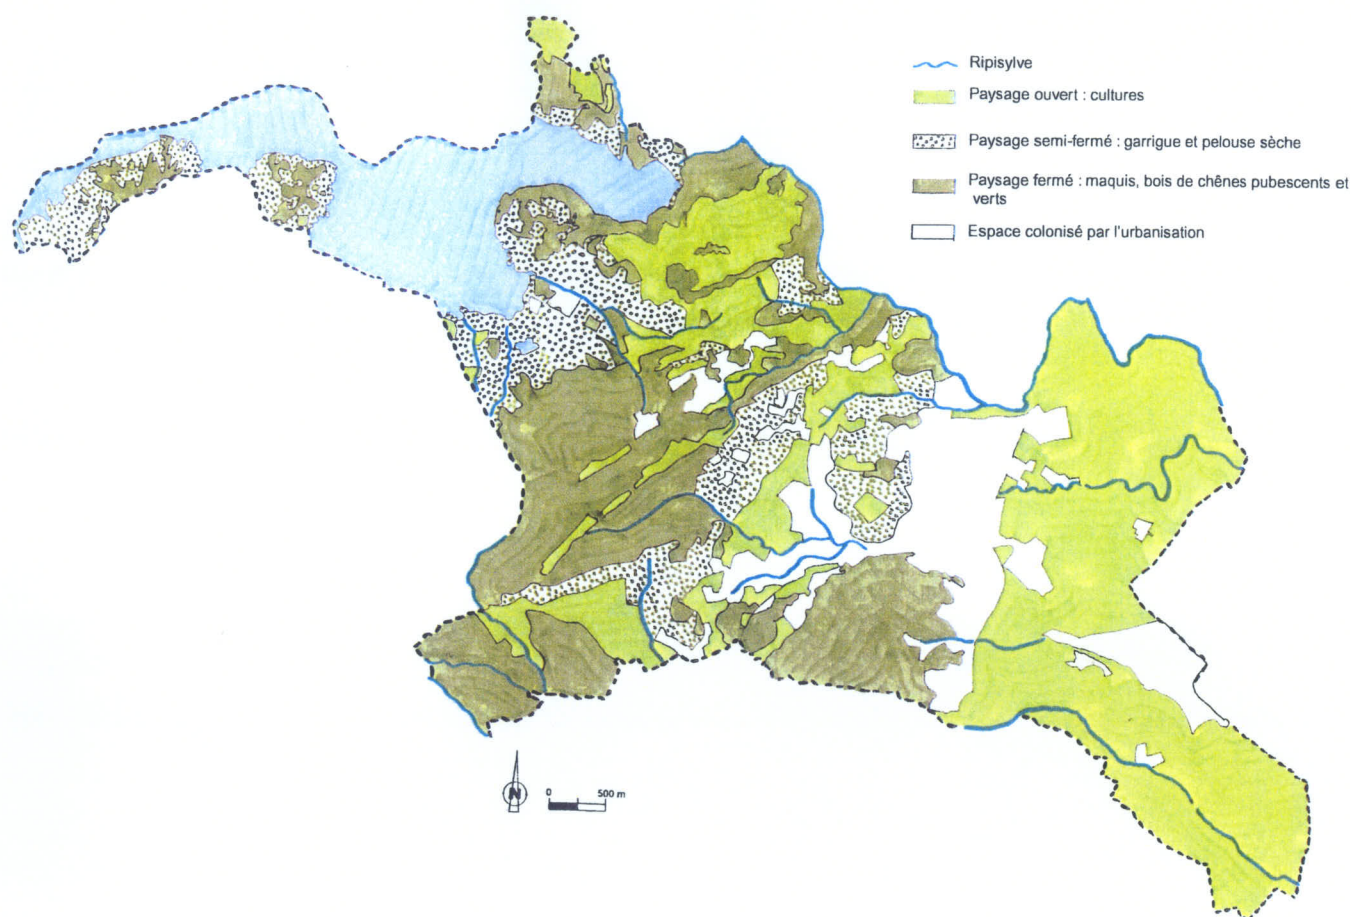 Ripisylve
Paysage ouvert : cultures
Paysage semi-fermé : garrigue et pelouse sèche
Paysage fermé : maquis, bois de chênes pubescents et
verts
Espace colonisé par l'urbanisation
N
0 500 m